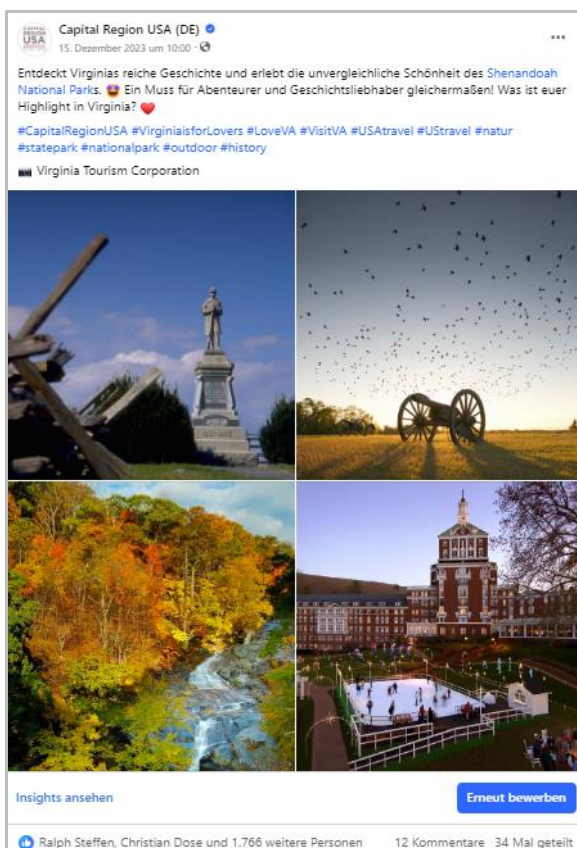 CAPITAL
REGION
USA
Capital Region USA (DE)
15. Dezember 2023 um 10:00 ·
Entdeckt Virginias reiche Geschichte und erlebt die unvergleichliche Schönheit des Shenandoah
National Parks. 🤩 Ein Muss für Abenteurer und Geschichtsliebhaber gleichermaßen! Was ist euer
Highlight in Virginia? ❤️
#CapitalRegionUSA #VirginiaisforLovers #LoveVA #VisitVA #USAtravel #UStravel #natur
#statepark #nationalpark #outdoor #history
📷 Virginia Tourism Corporation
Insights ansehen
Erneut bewerben
Ralph Steffen, Christian Dose und 1.766 weitere Personen
12 Kommentare 34 Mal geteilt